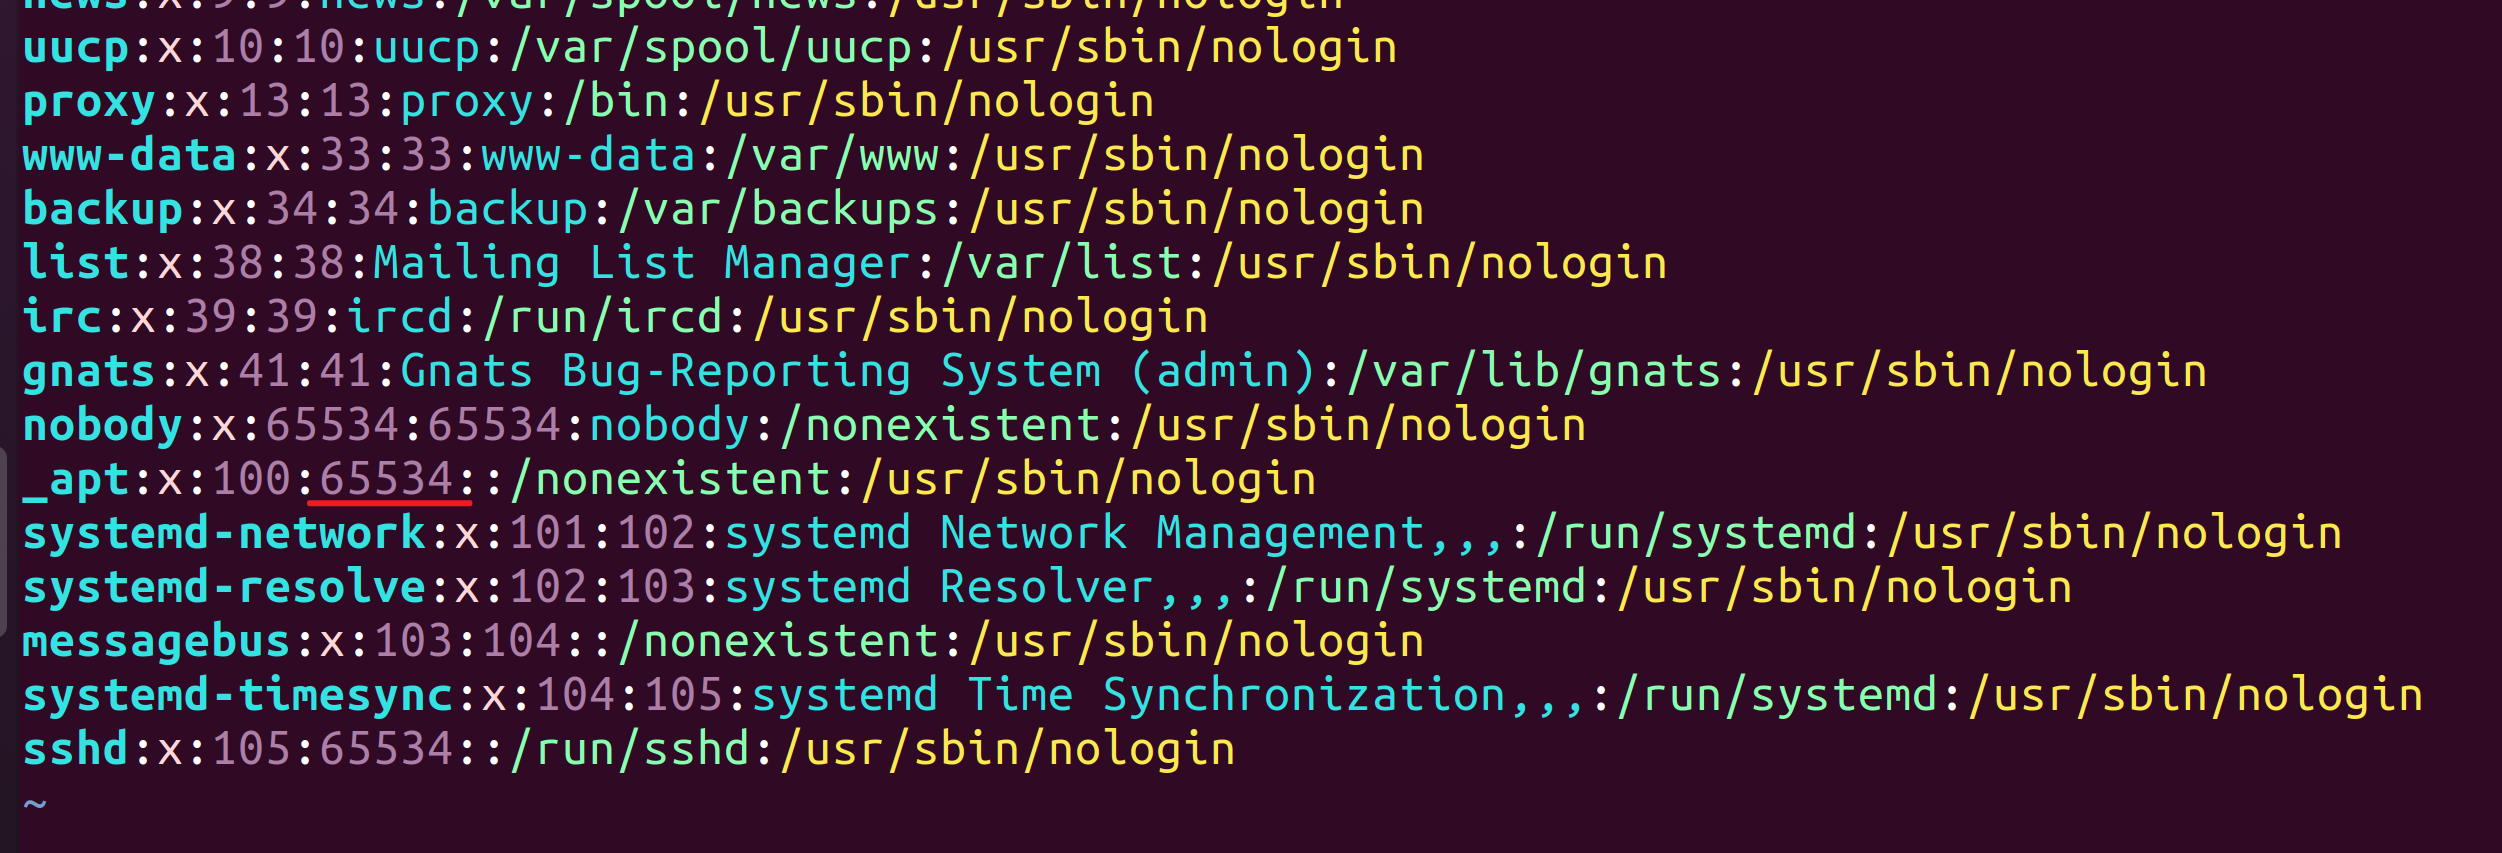 news:x:9:9:news:/var/spool/news:/usr/sbin/nologin
uucp:x:10:10:uucp:/var/spool/uucp:/usr/sbin/nologin
proxy:x:13:13:proxy:/bin:/usr/sbin/nologin
www-data:x:33:33:www-data:/var/www:/usr/sbin/nologin
backup:x:34:34:backup:/var/backups:/usr/sbin/nologin
list:x:38:38:Mailing List Manager:/var/list:/usr/sbin/nologin
irc:x:39:39:ircd:/run/ircd:/usr/sbin/nologin
gnats:x:41:41:Gnats Bug-Reporting System (admin):/var/lib/gnats:/usr/sbin/nologin
nobody:x:65534:65534:nobody:/nonexistent:/usr/sbin/nologin
_apt:x:100:65534::/nonexistent:/usr/sbin/nologin
systemd-network:x:101:102:systemd Network Management,,,:/run/systemd:/usr/sbin/nologin
systemd-resolve:x:102:103:systemd Resolver,,,:/run/systemd:/usr/sbin/nologin
messagebus:x:103:104::/nonexistent:/usr/sbin/nologin
systemd-timesync:x:104:105:systemd Time Synchronization,,,:/run/systemd:/usr/sbin/nologin
sshd:x:105:65534::/run/sshd:/usr/sbin/nologin
~